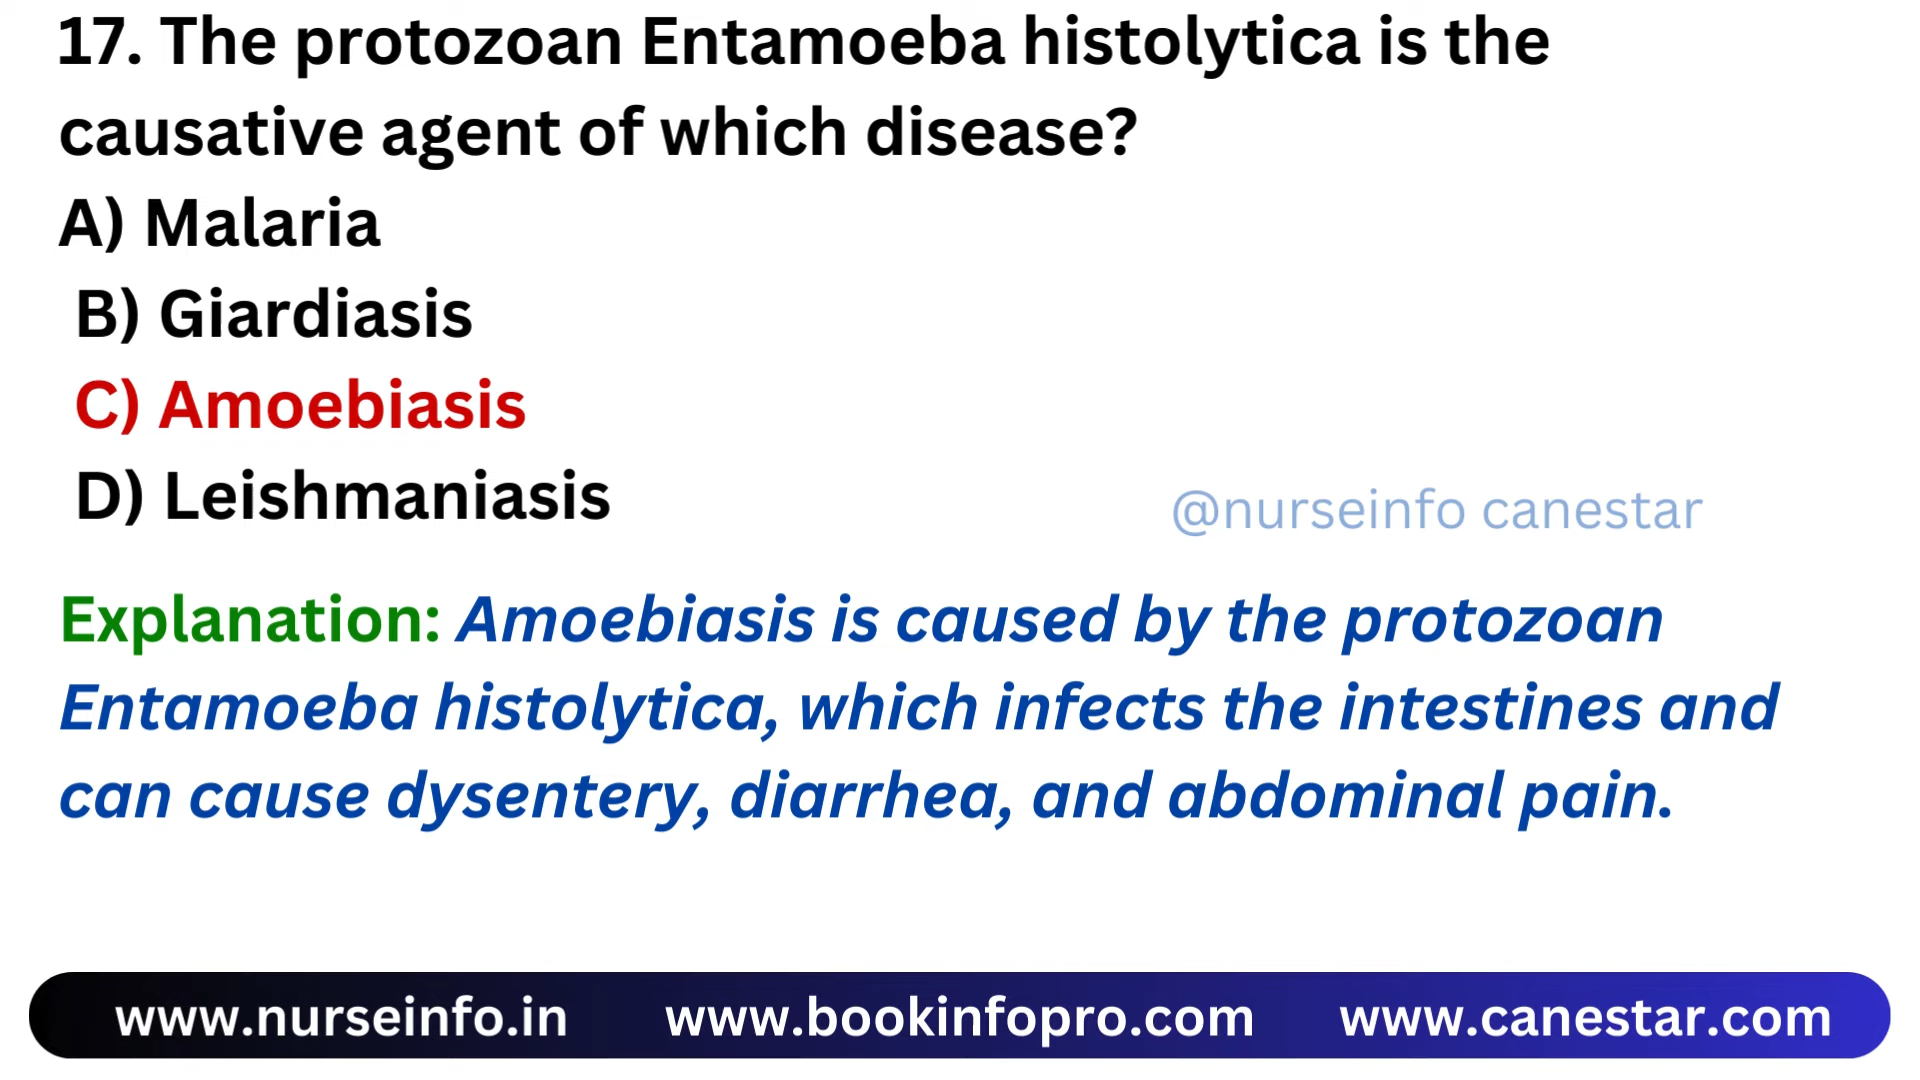 17. The protozoan Entamoeba histolytica is the
causative agent of which disease?
A) Malaria
B) Giardiasis
C) Amoebiasis
D) Leishmaniasis
@nurseinfo canestar
Explanation: Amoebiasis is caused by the protozoan
Entamoeba histolytica, which infects the intestines and
can cause dysentery, diarrhea, and abdominal pain.
www.nurseinfo.in www.bookinfopro.com www.canestar.com